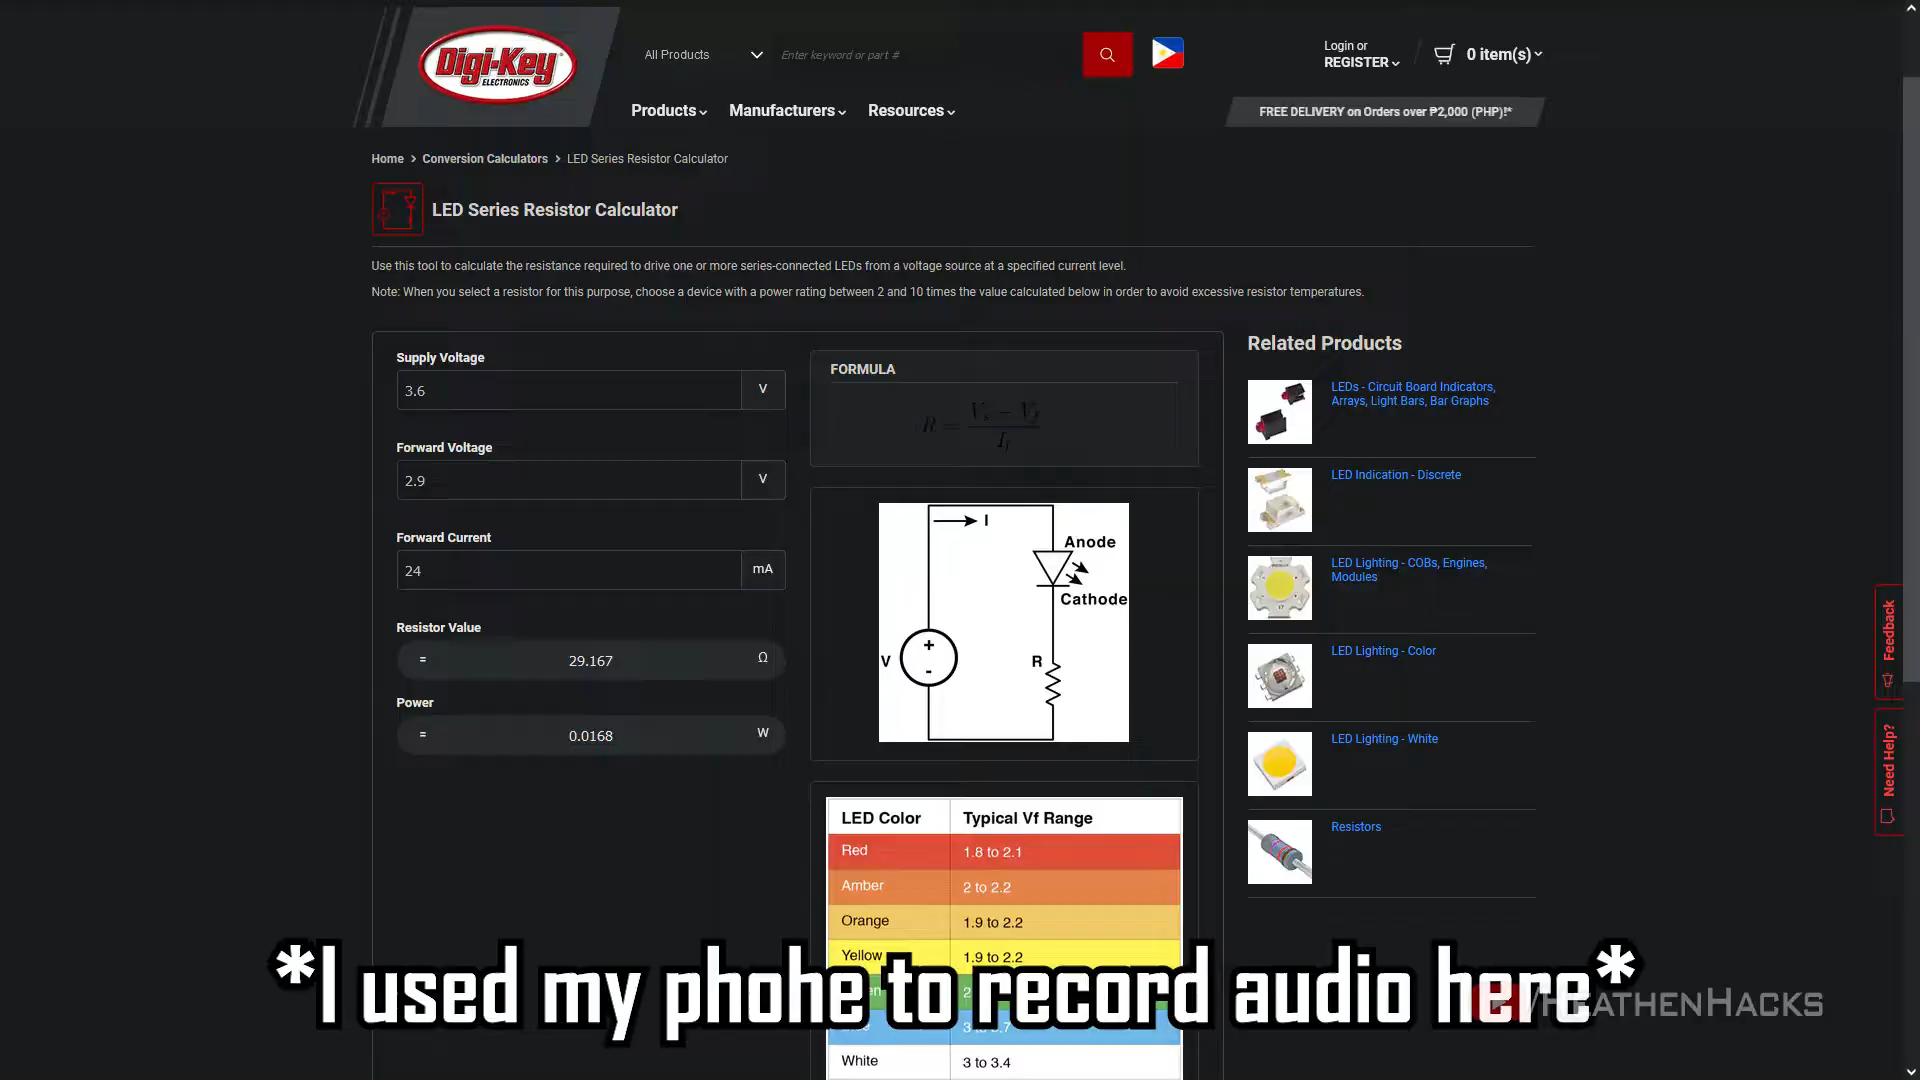 Digi-Key
ELECTRONICS
All Products
Enter keyword or part #
Login or
REGISTER
0 item(s)
Products
Manufacturers
Resources
FREE DELIVERY on Orders over ₱2,000 (PHP)!*
Home > Conversion Calculators > LED Series Resistor Calculator
LED Series Resistor Calculator
Use this tool to calculate the resistance required to drive one or more series-connected LEDs from a voltage source at a specified current level.
Note: When you select a resistor for this purpose, choose a device with a power rating between 2 and 10 times the value calculated below in order to avoid excessive resistor temperatures.
Supply Voltage
3.6 V
Forward Voltage
2.9 V
Forward Current
24 mA
Resistor Value
= 29.167 Ω
Power
= 0.0168 W
FORMULA
R = (Vs − Vf) / If
I
Anode
Cathode
V
+
-
R
LED Color Typical Vf Range
Red 1.8 to 2.1
Amber 2 to 2.2
Orange 1.9 to 2.2
Yellow 1.9 to 2.2
White 3 to 3.4
Related Products
LEDs - Circuit Board Indicators,
Arrays, Light Bars, Bar Graphs
LED Indication - Discrete
LED Lighting - COBs, Engines,
Modules
LED Lighting - Color
LED Lighting - White
Resistors
Feedback
Need Help?
*I used my phohe to record audio here*
/HEATHENHACKS